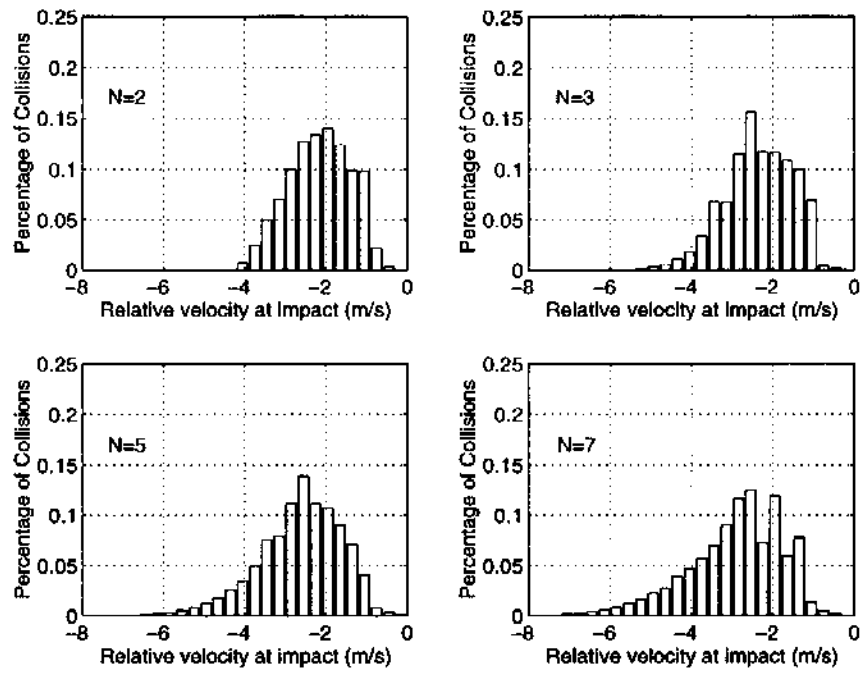 0.25
0.2
0.15
0.1
0.05
0
Percentage of Collisions
N=2
-8 -6 -4 -2 0
Relative velocity at Impact (m/s)
0.25
0.2
0.15
0.1
0.05
0
Percentage of Collisions
N=3
-8 -6 -4 -2 0
Relative velocity at Impact (m/s)
0.25
0.2
0.15
0.1
0.05
0
Percentage of Collisions
N=5
-8 -6 -4 -2 0
Relative velocity at impact (m/s)
0.25
0.2
0.15
0.1
0.05
0
Percentage of Collisions
N=7
-8 -6 -4 -2 0
Relative velocity at impact (m/s)